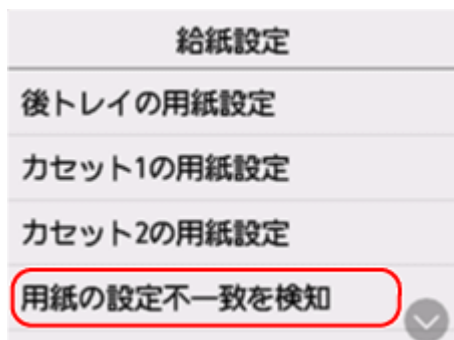 給紙設定
後トレイの用紙設定
カセット1の用紙設定
カセット2の用紙設定
用紙の設定不一致を検知